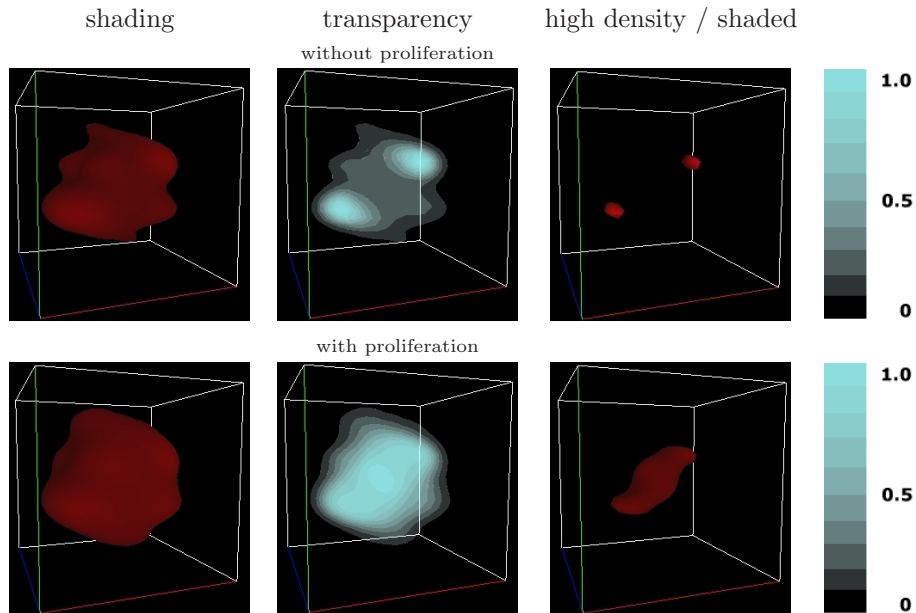 shading transparency high density / shaded
without proliferation
1.0
0.5
0
with proliferation
1.0
0.5
0